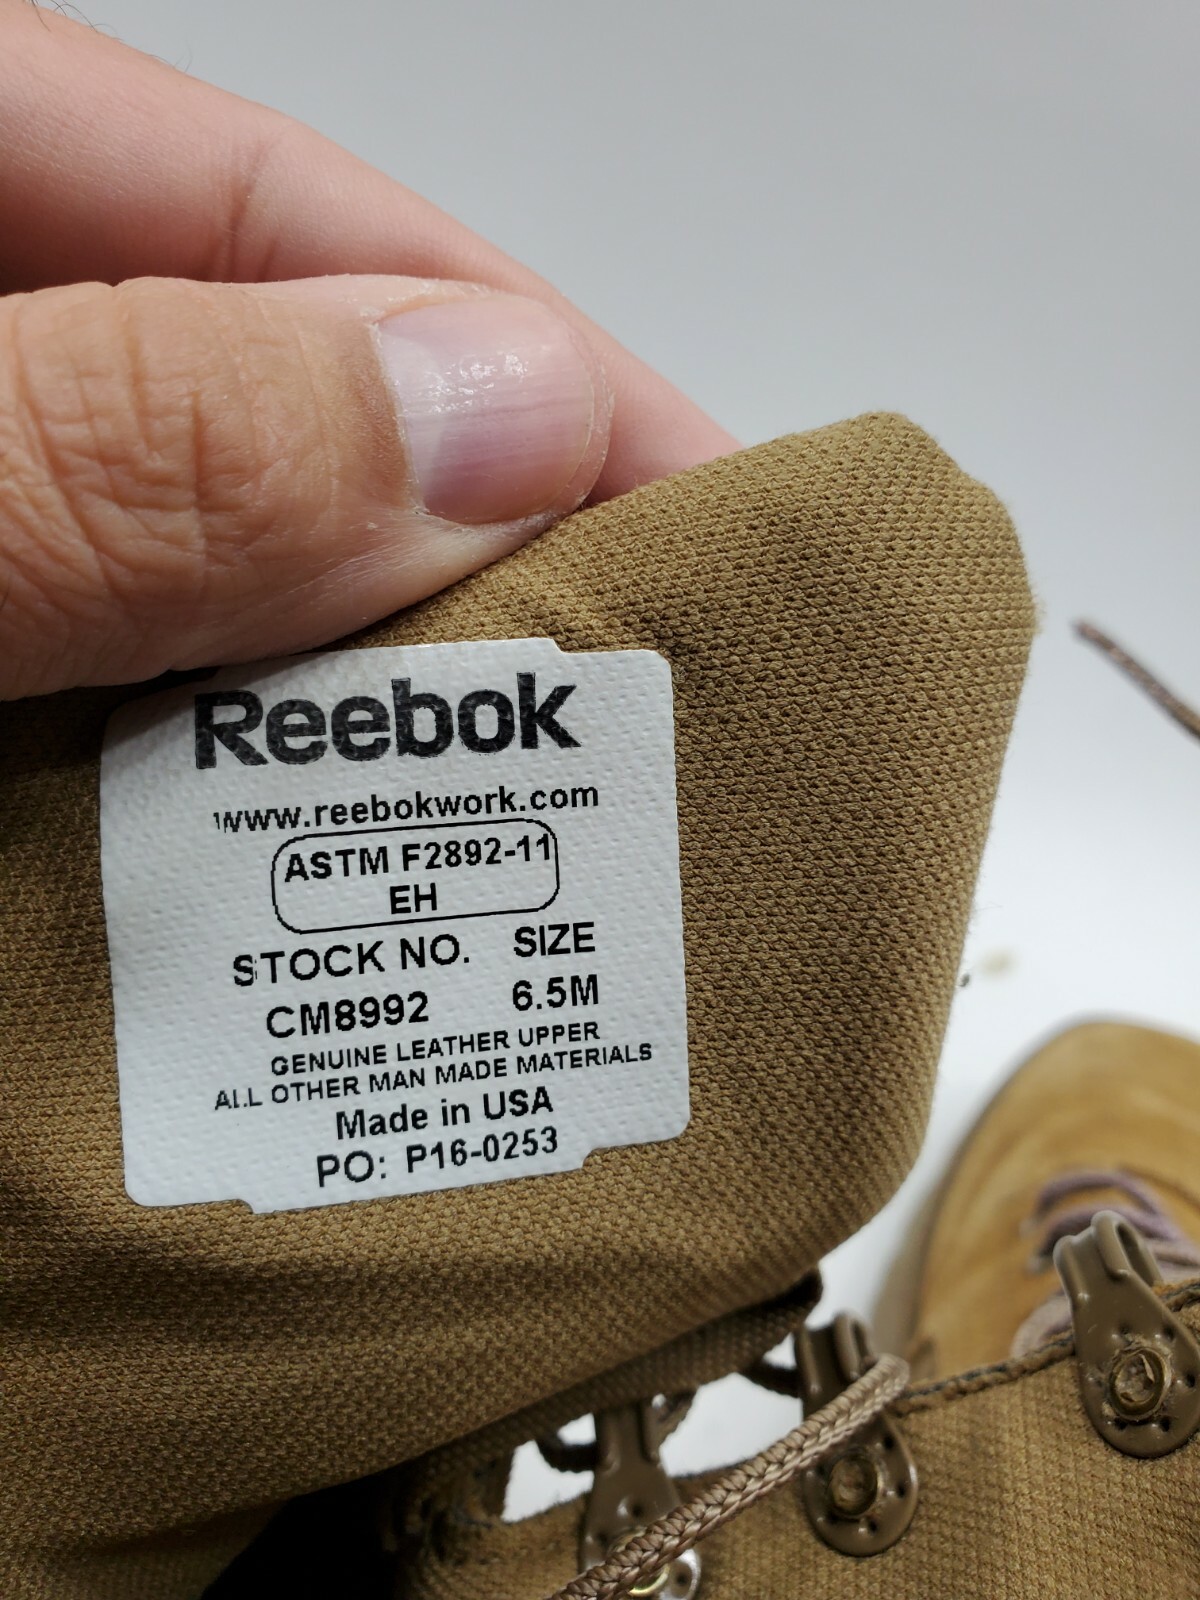 Reebok
www.reebokwork.com
ASTM F2892-11
EH
STOCK NO. SIZE
CM8992 6.5M
GENUINE LEATHER UPPER
ALL OTHER MAN MADE MATERIALS
Made in USA
PO: P16-0253